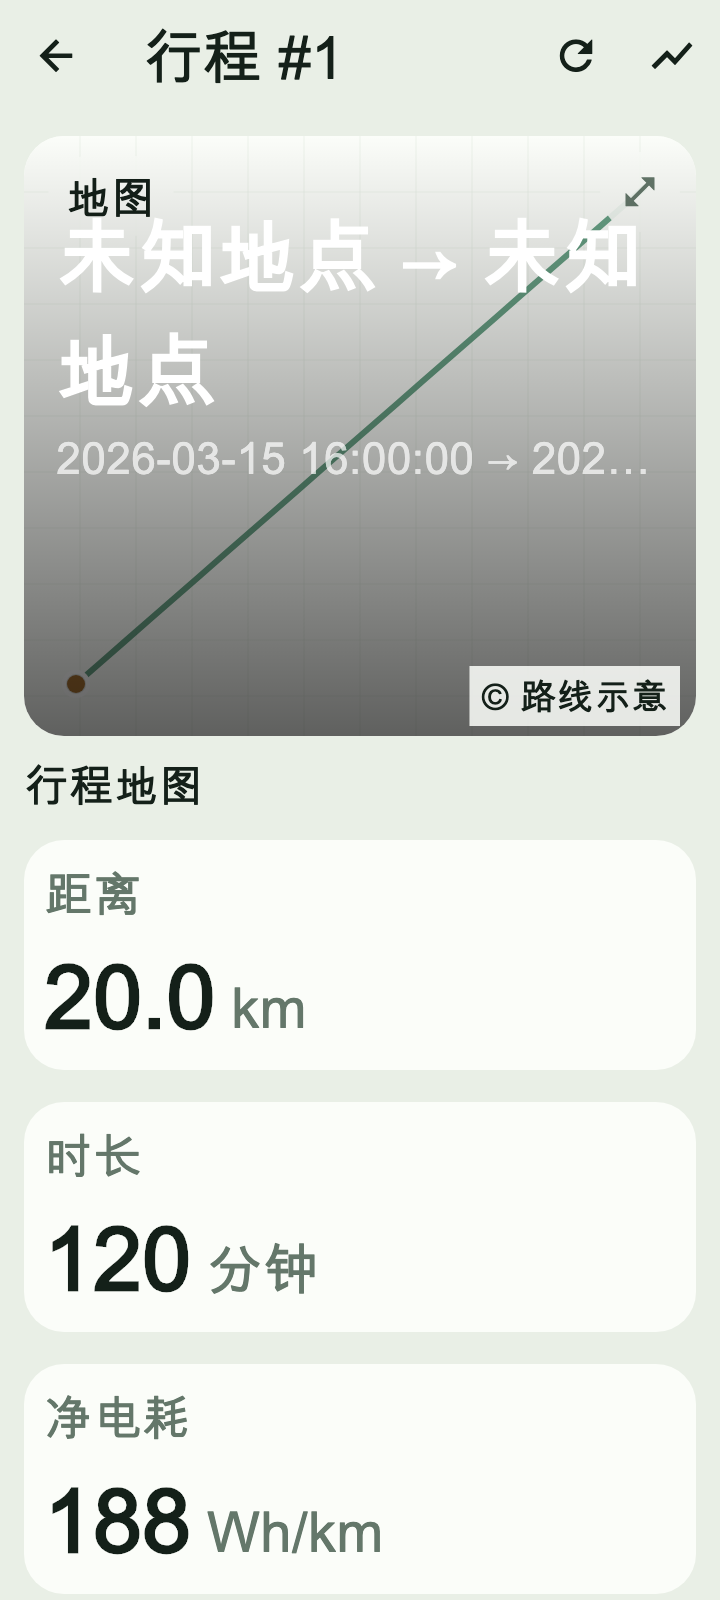 行程 #1
地图
未知地点 → 未知
地点
2026-03-15 16:00:00 → 202…
© 路线示意
行程地图
距离
20.0 km
时长
120 分钟
净电耗
188 Wh/km